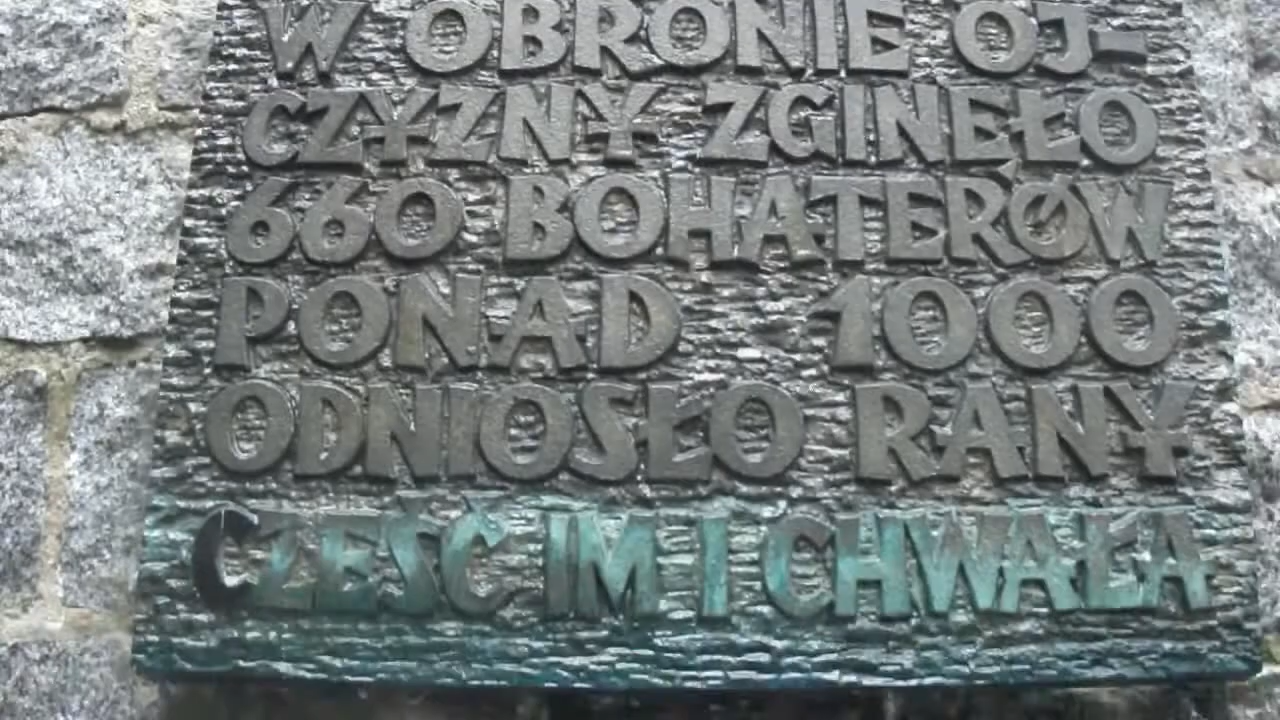 W OBRONIE OJ-
CZYZNY ZGINEŁO
660 BOHATERÓW
PONAD 1000
ODNIOSŁO RANY
CZEŚĆ IM I CHWAŁA